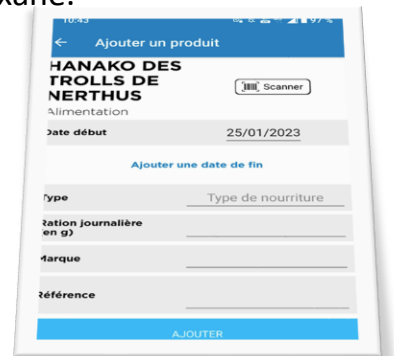 10:43 97 %
← Ajouter un produit
HANAKO DES
TROLLS DE
NERTHUS
Scanner
Alimentation
Date début 25/01/2023
Ajouter une date de fin
Type Type de nourriture
Ration journalière
(en g)
Marque
Référence
AJOUTER